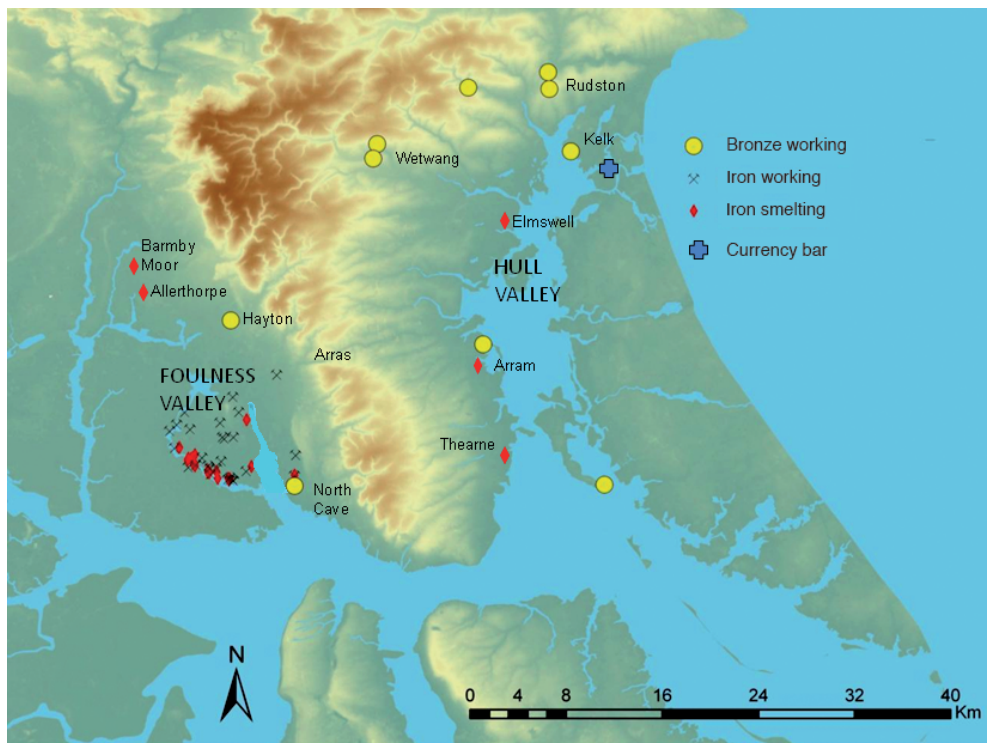 Rudston
Kelk
Wetwang
Bronze working
Iron working
Iron smelting
Currency bar
Elmswell
Barmby
Moor
Allerthorpe
HULL
VALLEY
Hayton
Arras
Arram
FOULNESS
VALLEY
Thearne
North
Cave
N
0 4 8 16 24 32 40
Km